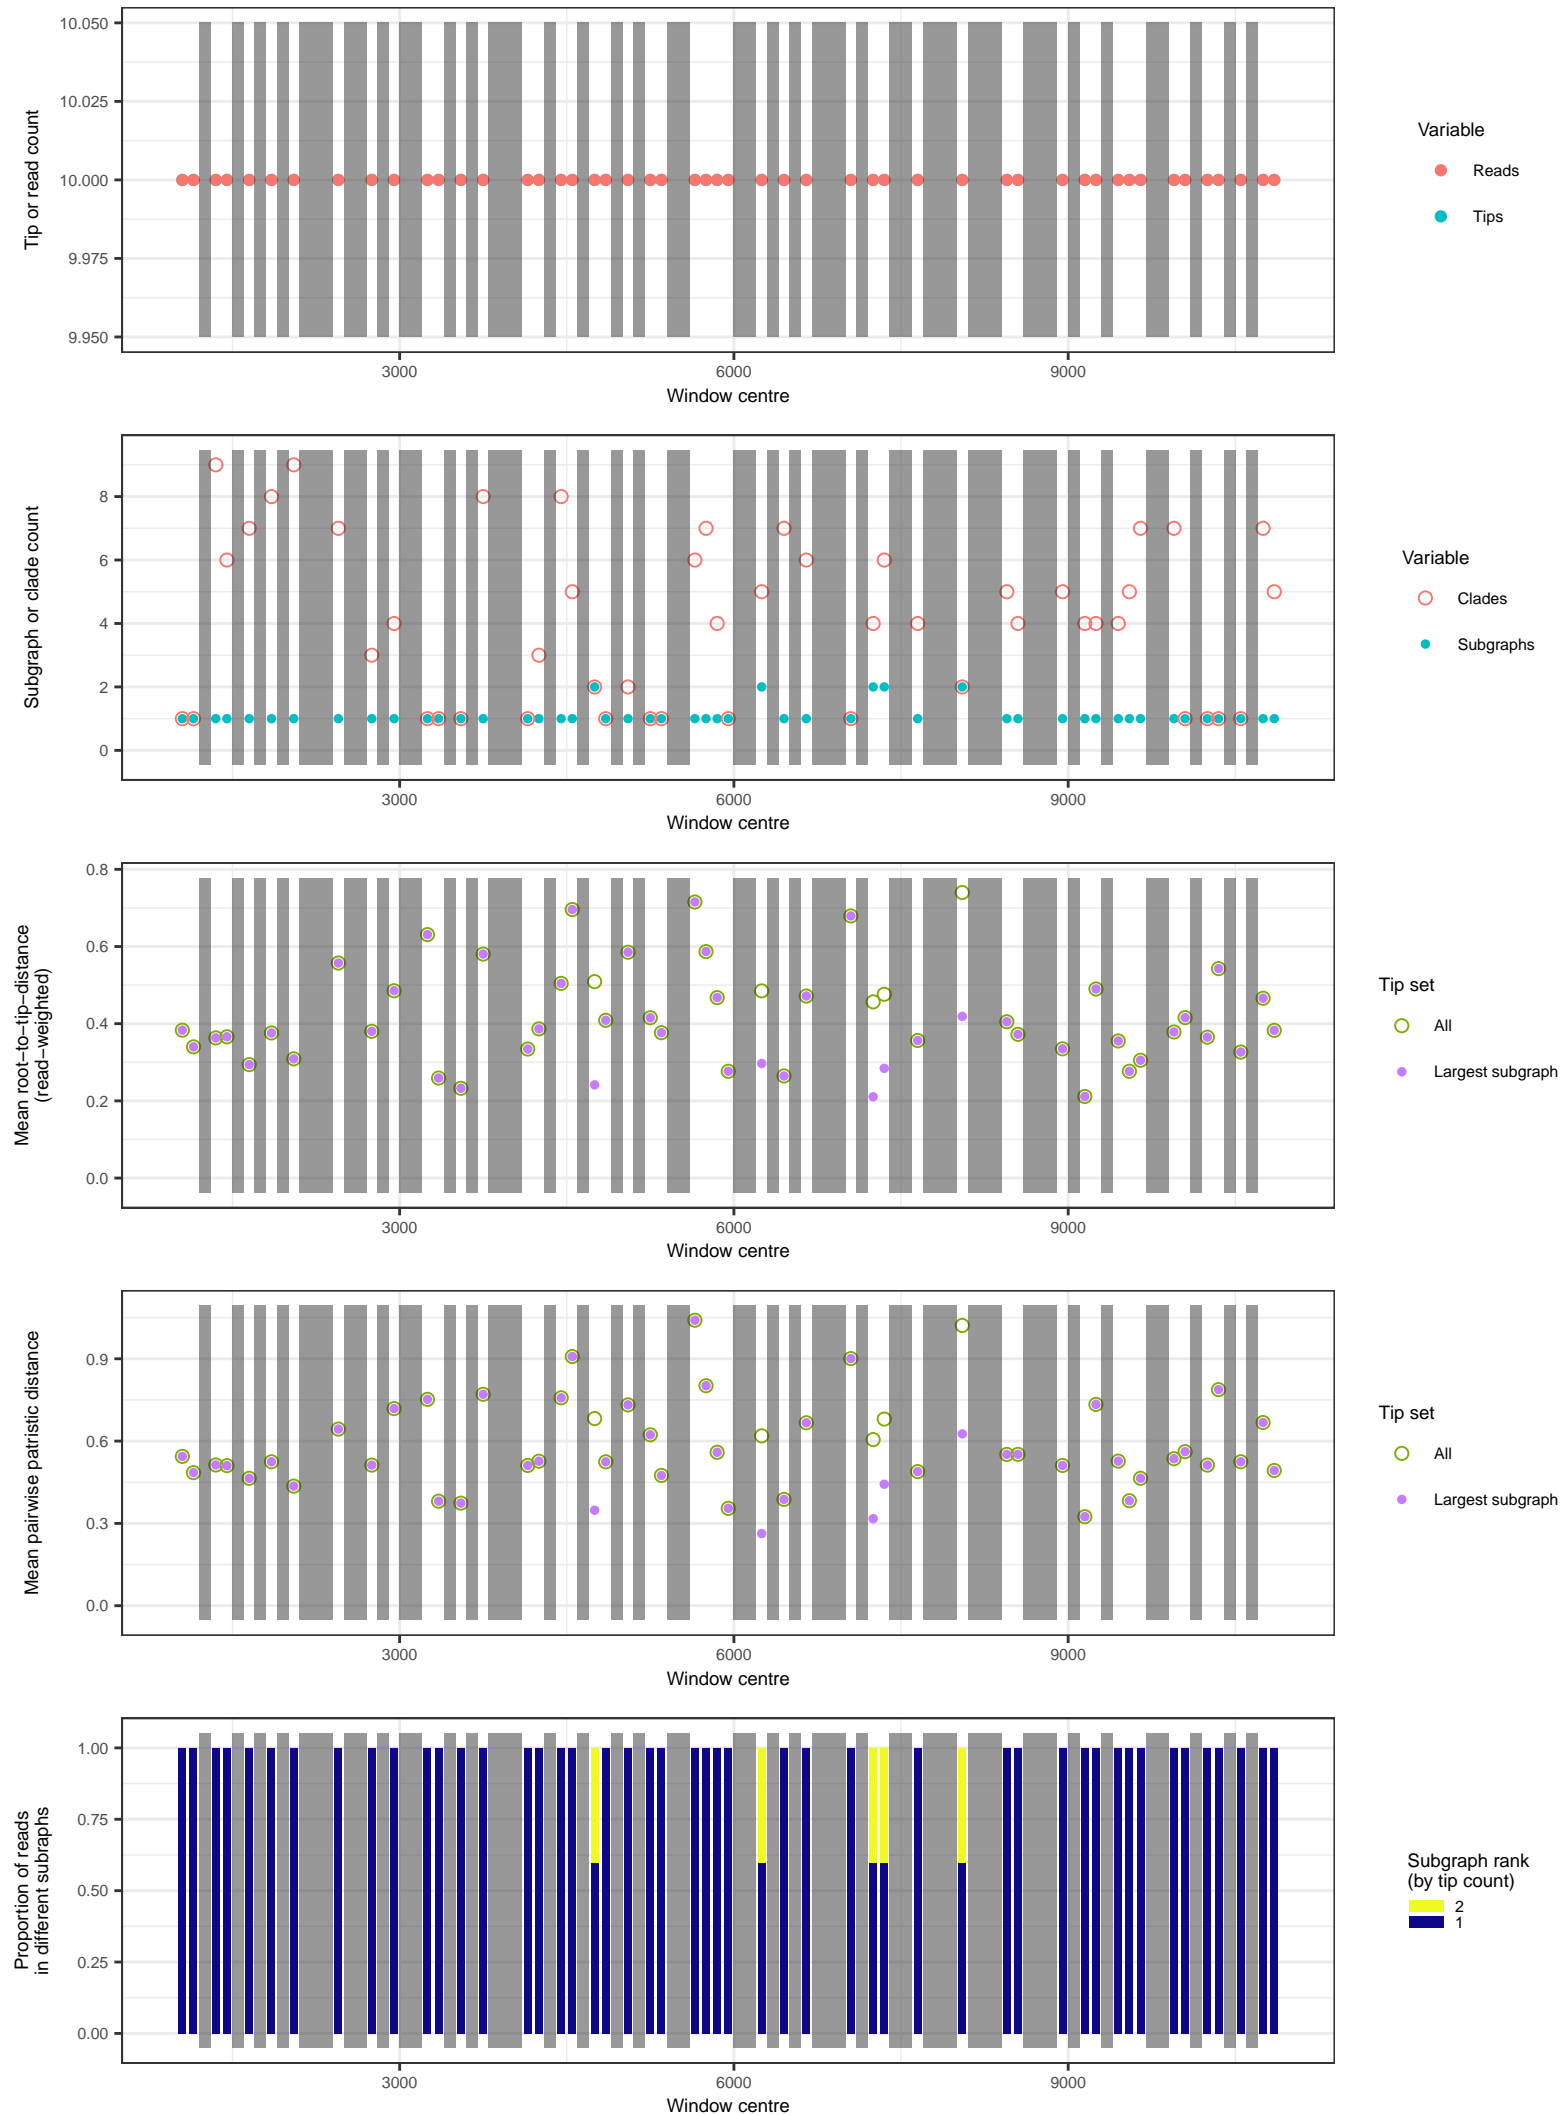 10.050
10.025
10.000
9.975
9.950
Tip or read count
3000
6000
9000
Window centre
Variable
Reads
Tips
8
6
4
2
0
Subgraph or clade count
3000
6000
9000
Window centre
Variable
Clades
Subgraphs
0.8
0.6
0.4
0.2
0.0
Mean root−to−tip−distance
(read−weighted)
3000
6000
9000
Window centre
Tip set
All
Largest subgraph
0.9
0.6
0.3
0.0
Mean pairwise patristic distance
3000
6000
9000
Window centre
Tip set
All
Largest subgraph
1.00
0.75
0.50
0.25
0.00
Proportion of reads
in different subraphs
3000
6000
9000
Window centre
Subgraph rank
(by tip count)
2
1